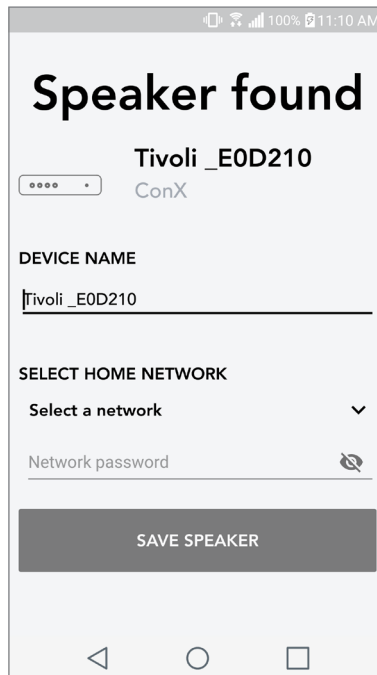 100% 11:10 AM
Speaker found
Tivoli _E0D210
ConX
DEVICE NAME
Tivoli _E0D210
SELECT HOME NETWORK
Select a network
Network password
SAVE SPEAKER